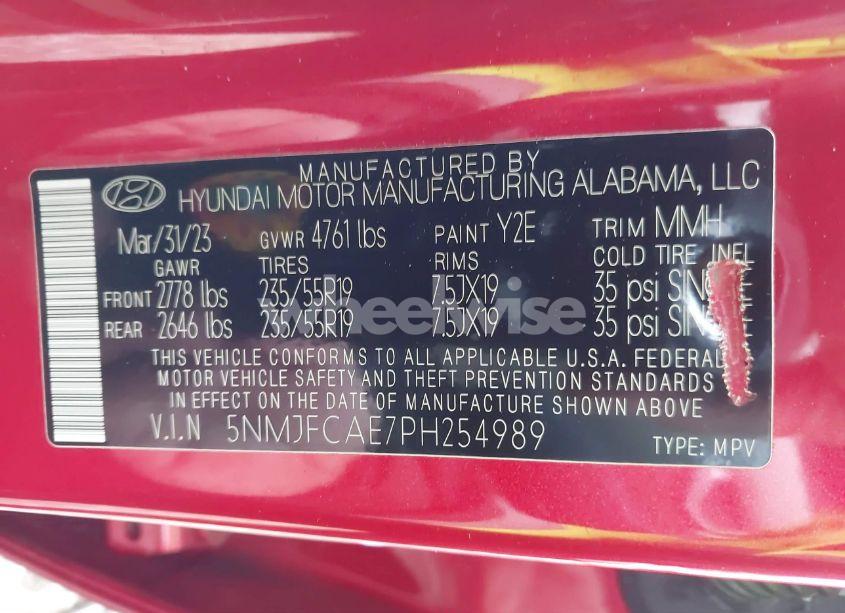 MANUFACTURED BY
HYUNDAI MOTOR MANUFACTURING ALABAMA, LLC
Mar/31/23 GVWR 4761 lbs PAINT Y2E TRIM MMH
GAWR TIRES RIMS COLD TIRE INFL
FRONT 2778 lbs 235/55R19 7.5JX19 35 psi
REAR 2646 lbs 235/55R19 7.5JX19 35 psi
wheelwise
THIS VEHICLE CONFORMS TO ALL APPLICABLE U.S.A. FEDERAL
MOTOR VEHICLE SAFETY AND THEFT PREVENTION STANDARDS
IN EFFECT ON THE DATE OF MANUFACTURE SHOWN ABOVE
V.I.N 5NMJFCAE7PH254989 TYPE: MPV